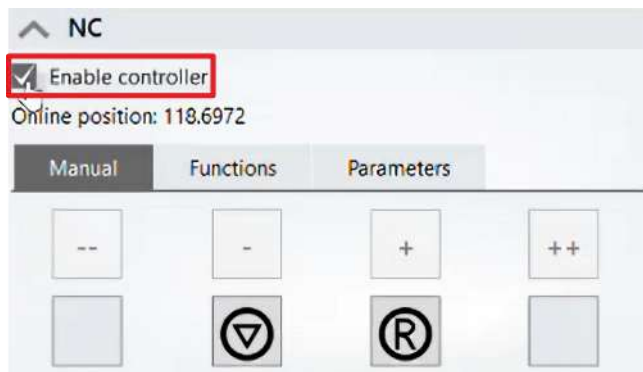 NC
Enable controller
Online position: 118.6972
Manual Functions Parameters
-- - + ++
R